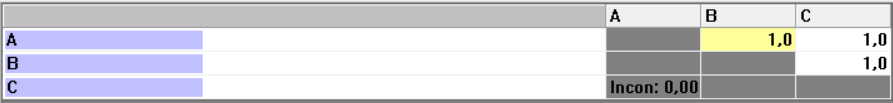 A B C
A 1,0 1,0
B 1,0
C Incon: 0,00